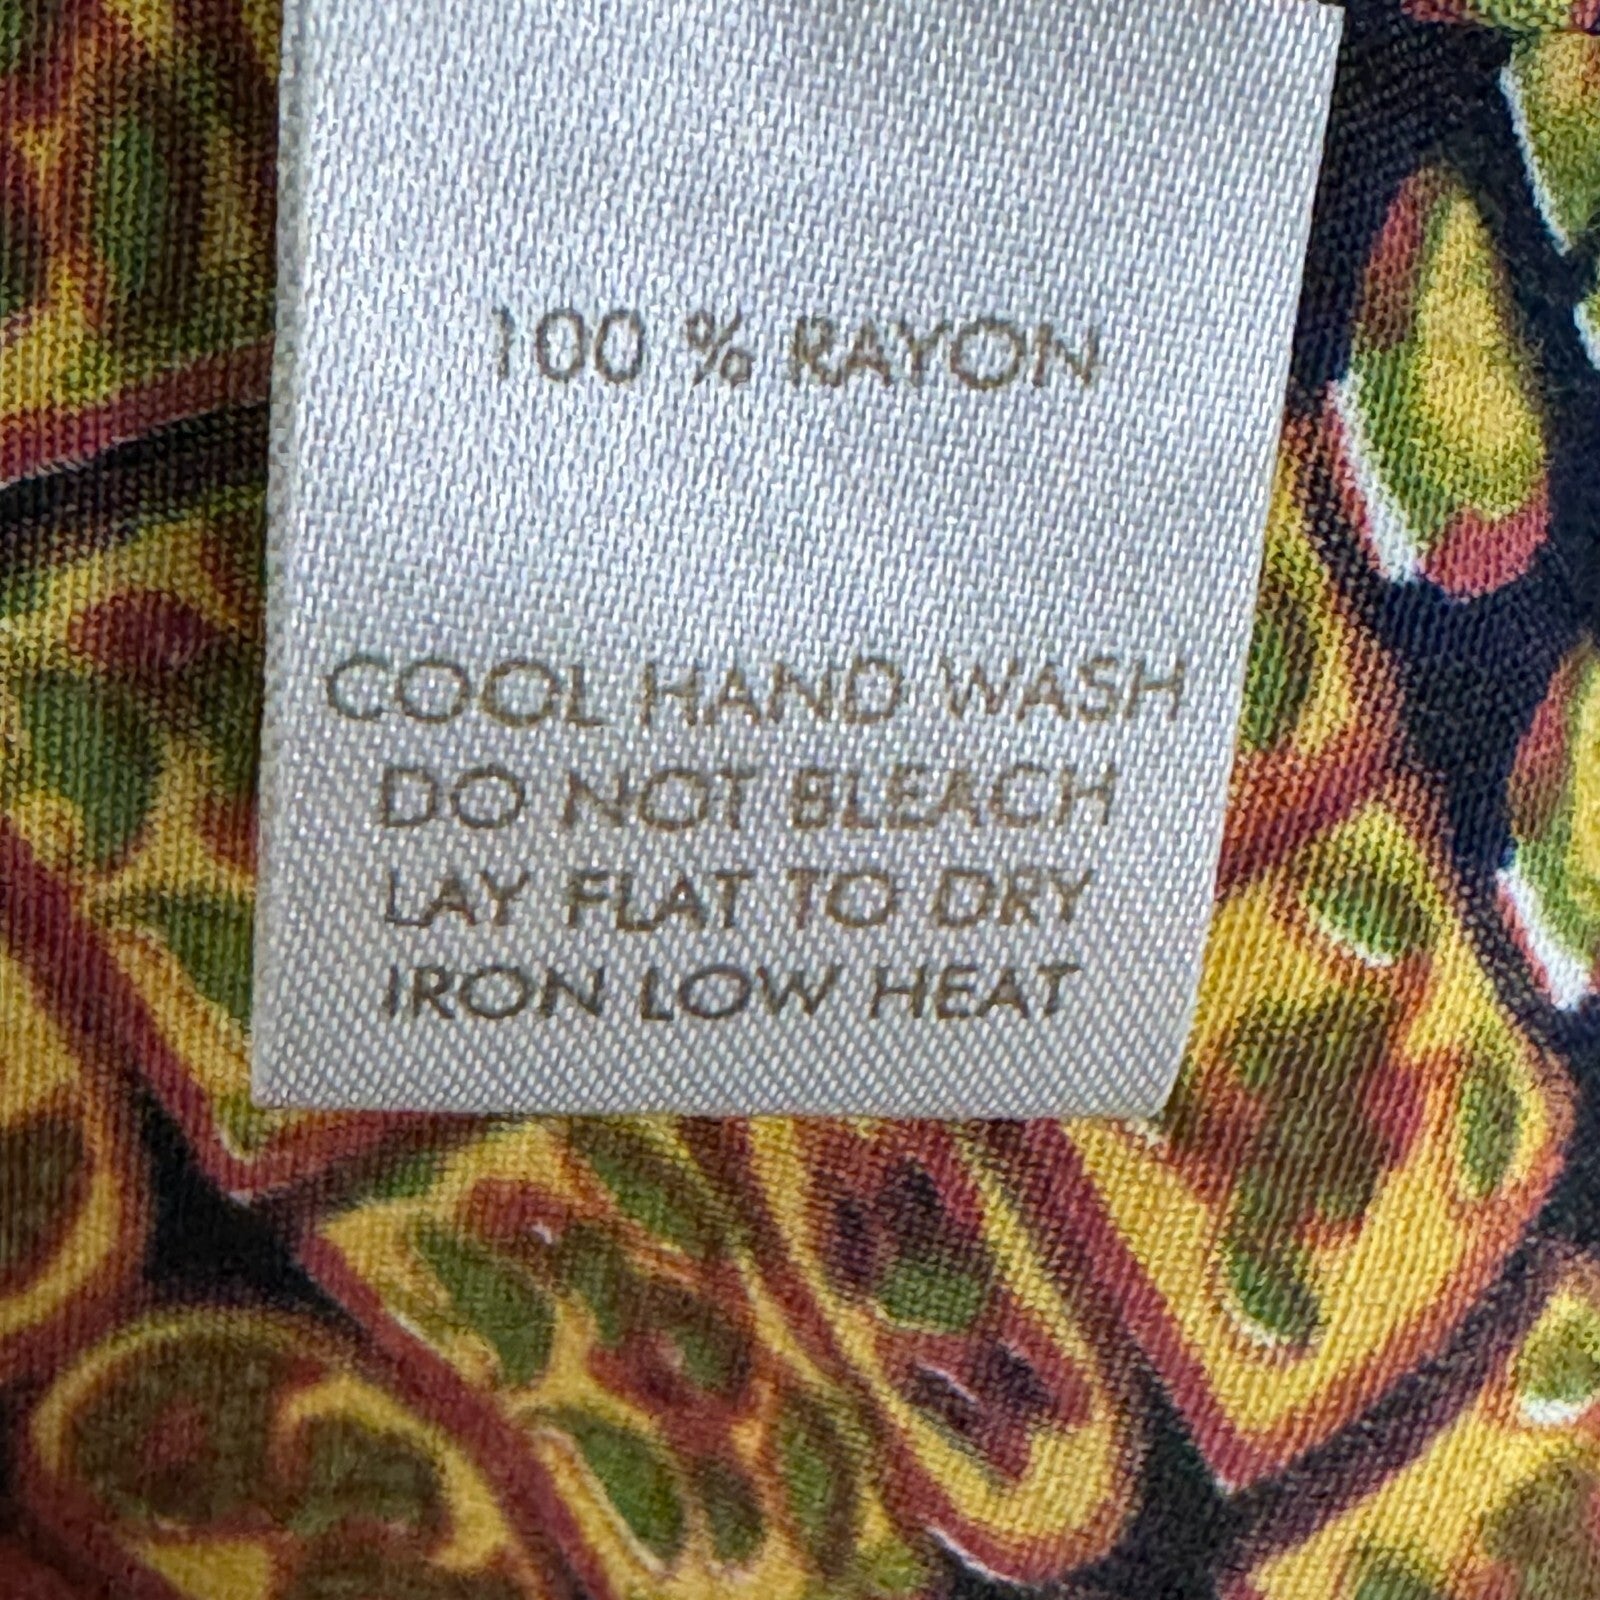 100 % RAYON
COOL HAND WASH
DO NOT BLEACH
LAY FLAT TO DRY
IRON LOW HEAT